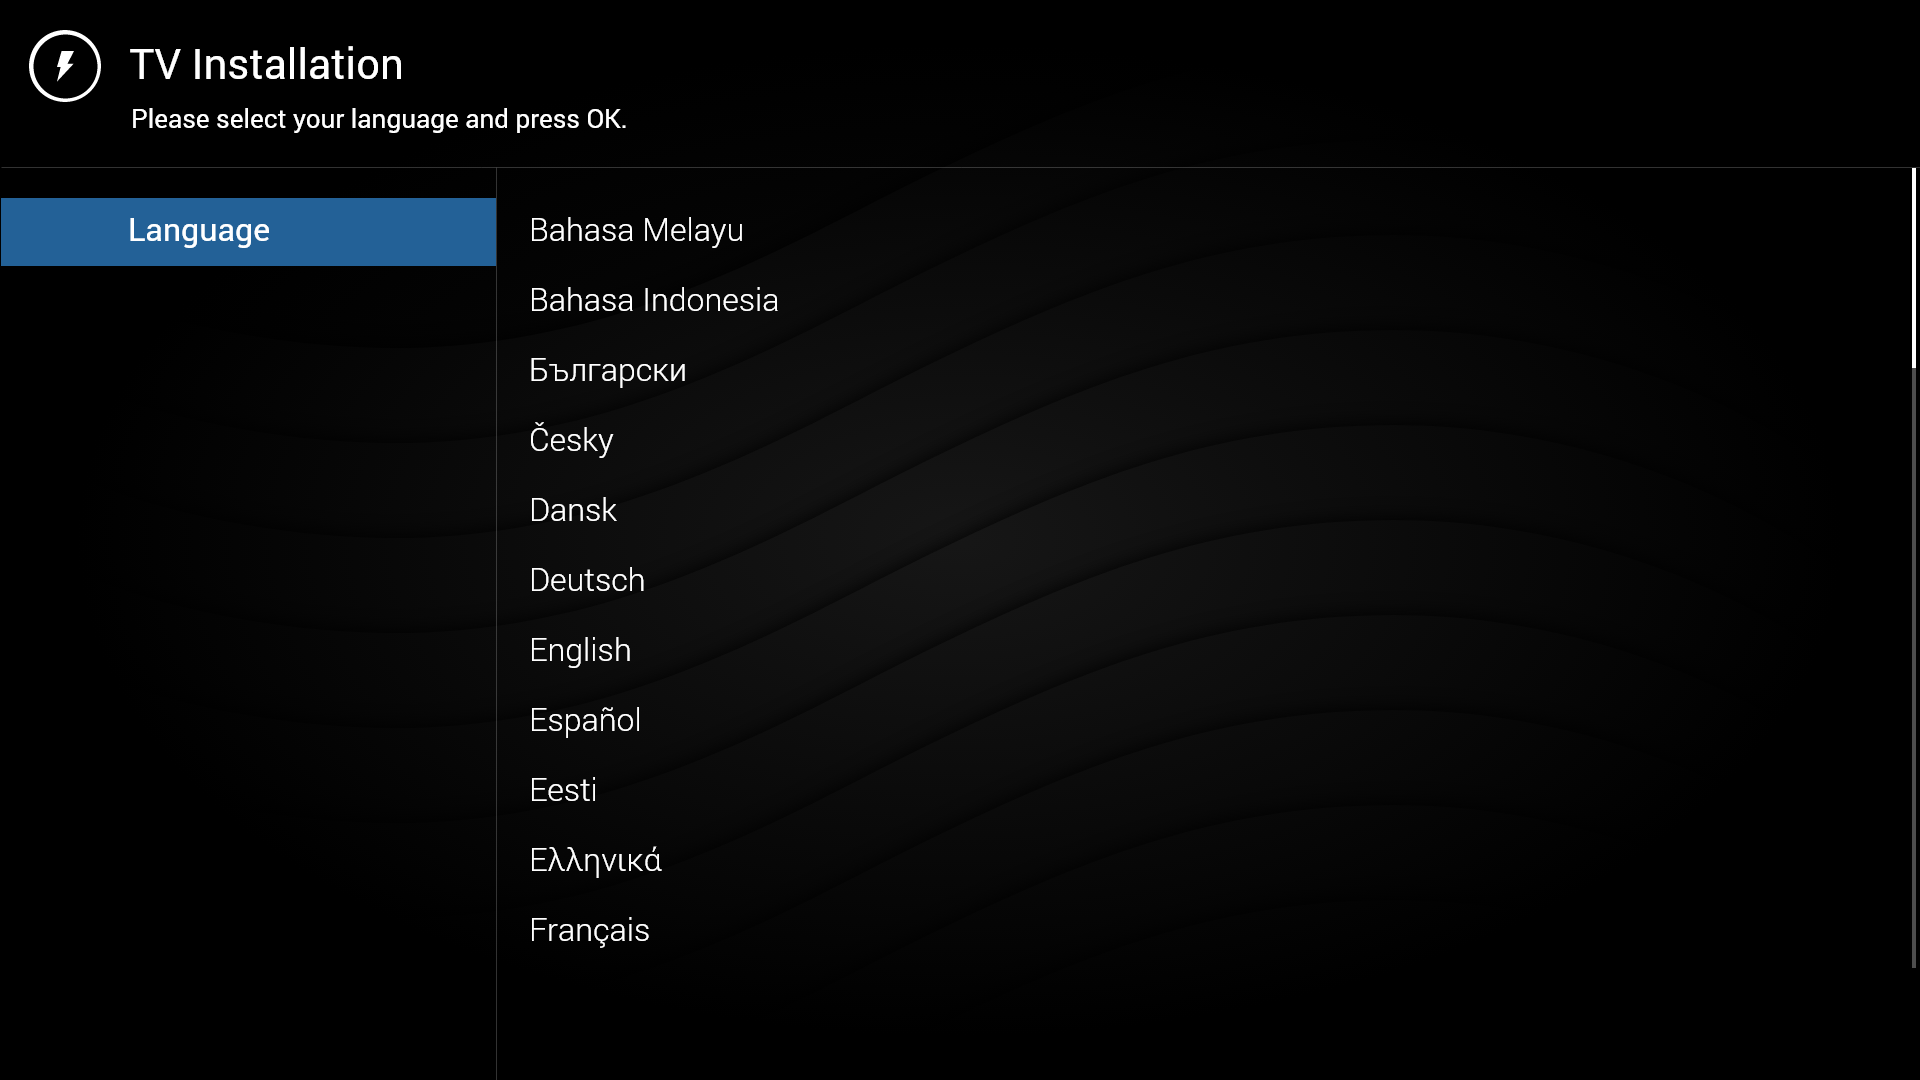 TV Installation
Please select your language and press OK.
Language
Bahasa Melayu
Bahasa Indonesia
Български
Česky
Dansk
Deutsch
English
Español
Eesti
Ελληνικά
Français